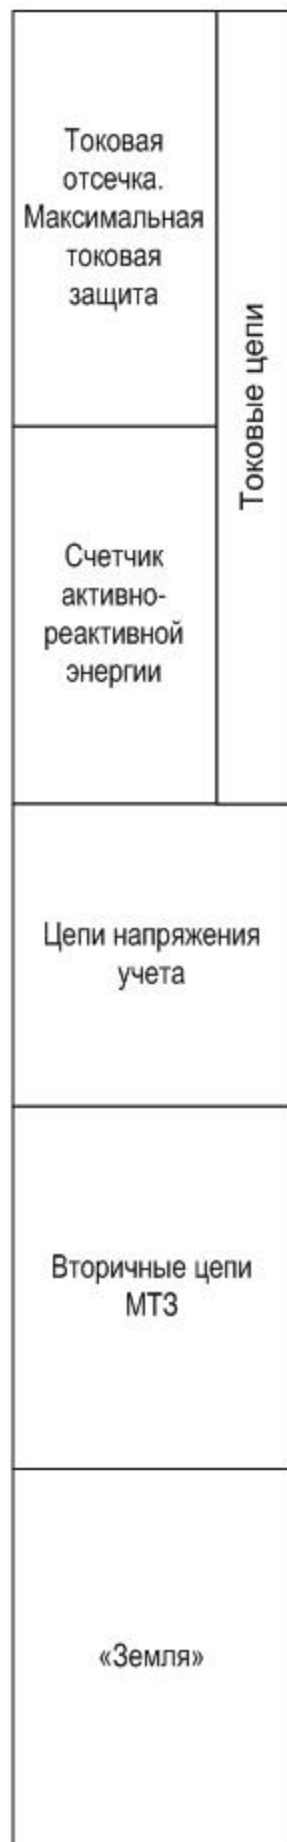 Токовая
отсечка.
Максимальная
токовая
защита
Токовые цепи
Счетчик
активно-
реактивной
энергии
Цепи напряжения
учета
Вторичные цепи
МТЗ
«Земля»